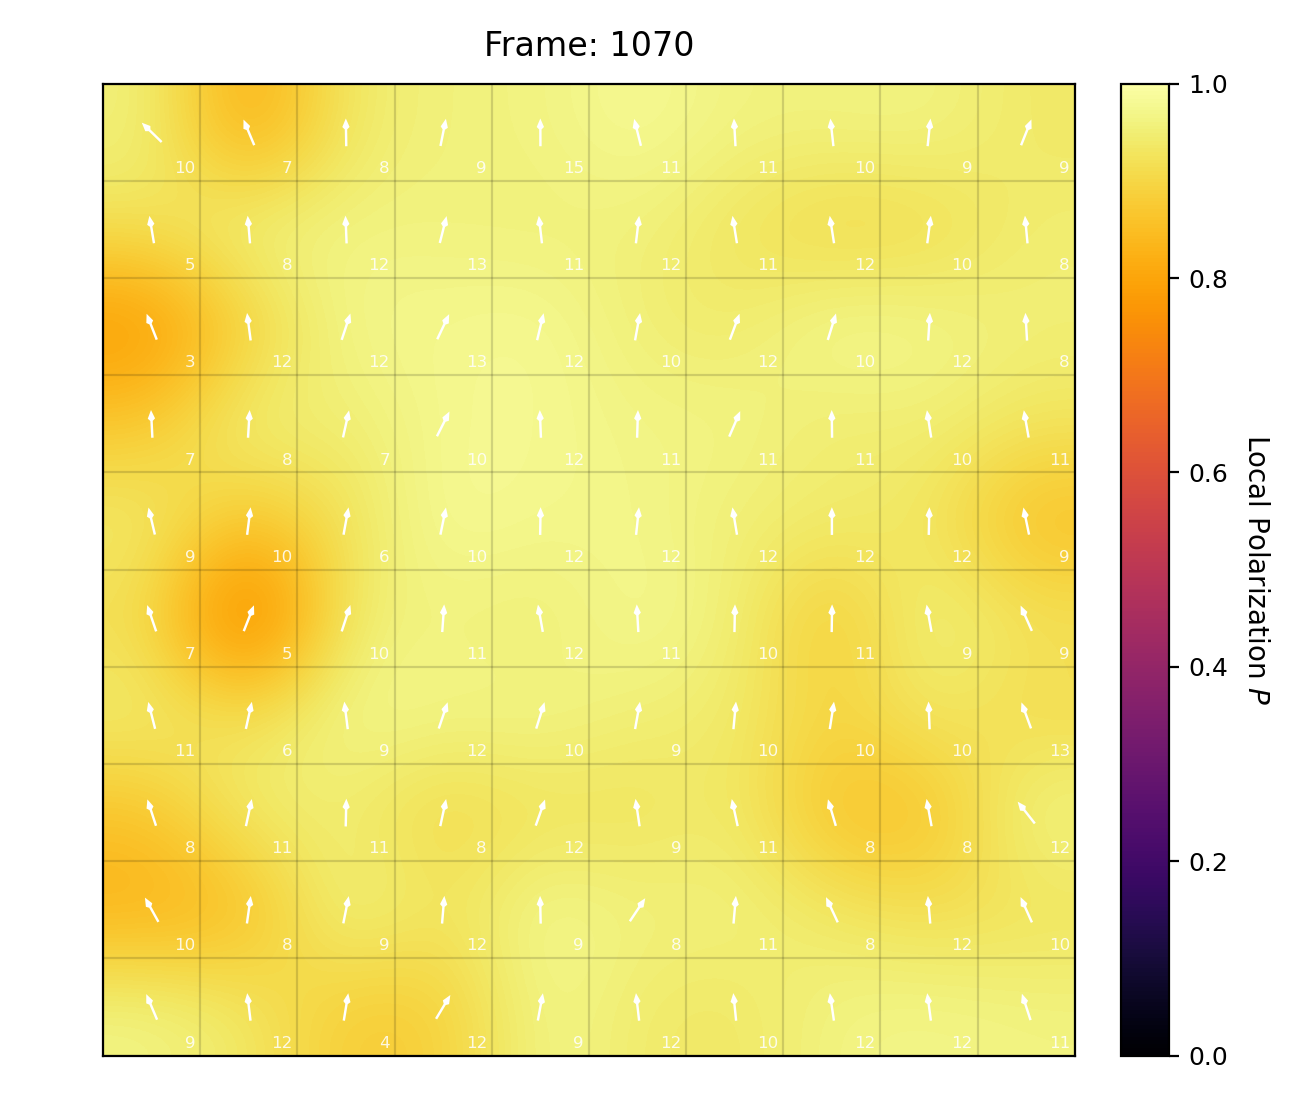 Frame: 1070
10 7 8 9 15 11 11 10 9 9
5 8 12 13 11 12 11 12 10 8
3 12 12 13 12 10 12 10 12 8
7 8 7 10 12 11 11 11 10 11
9 10 6 10 12 12 12 12 12 9
7 5 10 11 12 11 10 11 9 9
11 6 9 12 10 9 10 10 10 13
8 11 11 8 12 9 11 8 8 12
10 8 9 12 9 8 11 8 12 10
9 12 4 12 9 12 10 12 12 11
1.0
0.8
0.6
0.4
0.2
0.0
Local Polarization P